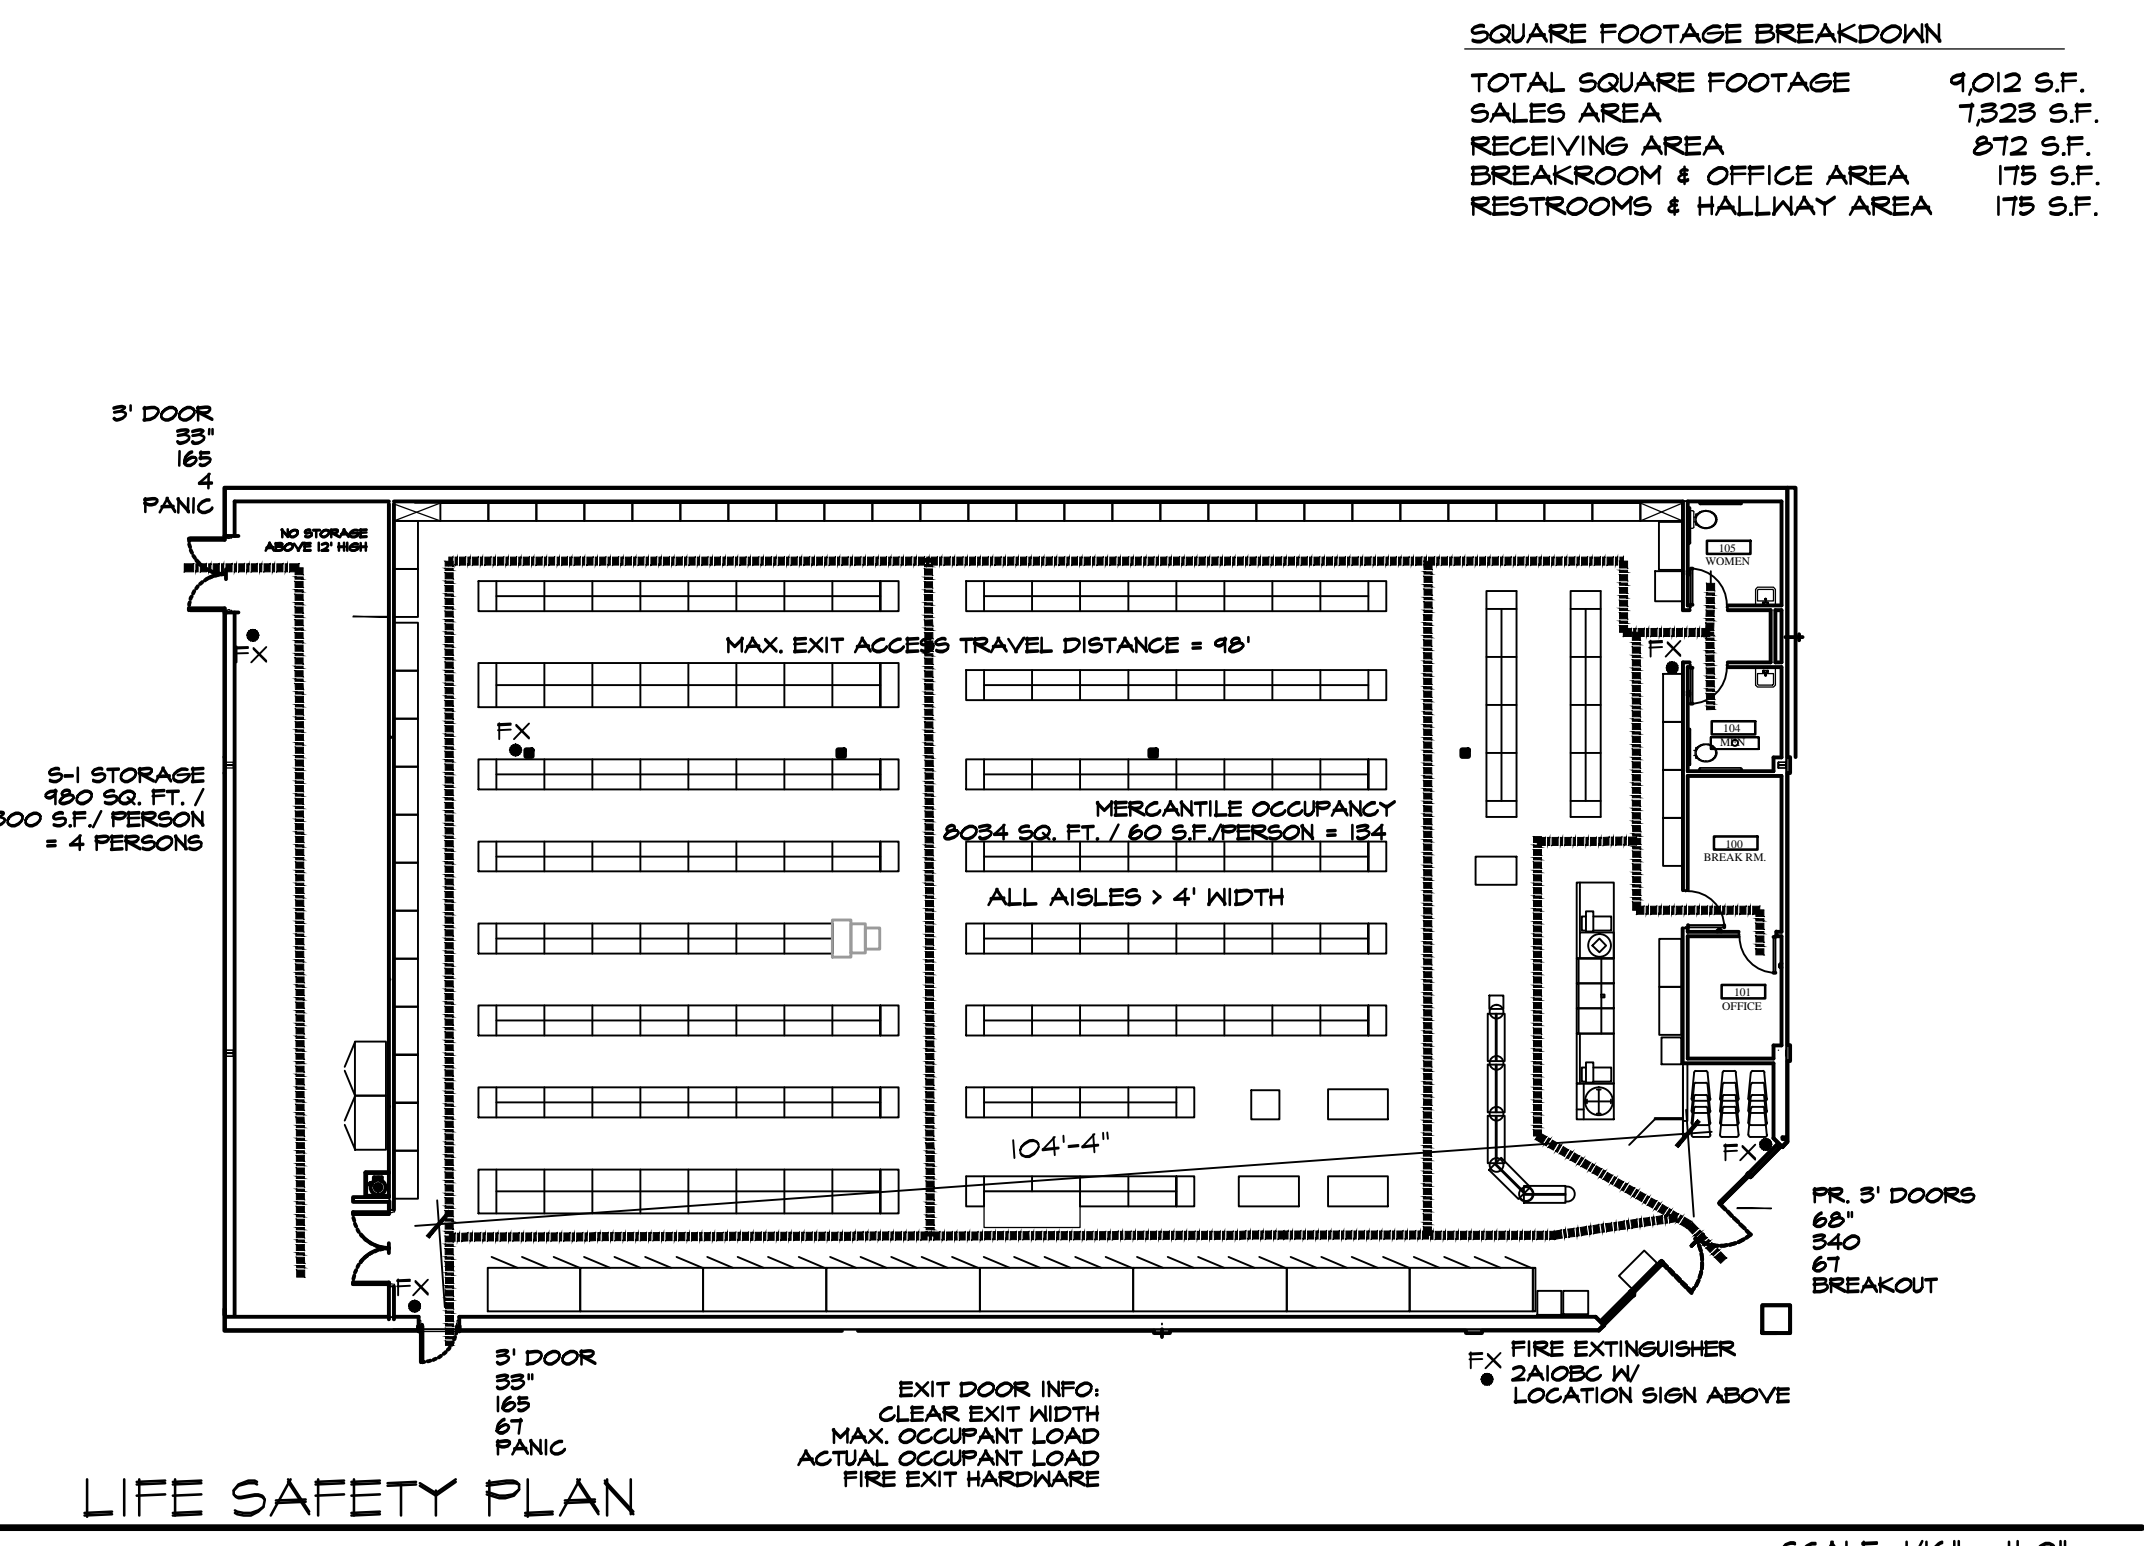 SQUARE FOOTAGE BREAKDOWN
TOTAL SQUARE FOOTAGE 9,012 S.F.
SALES AREA 7,323 S.F.
RECEIVING AREA 872 S.F.
BREAKROOM & OFFICE AREA 175 S.F.
RESTROOMS & HALLWAY AREA 175 S.F.
3' DOOR
33"
165
4
PANIC
NO STORAGE
ABOVE 12' HIGH
105
WOMEN
MAX. EXIT ACCESS TRAVEL DISTANCE = 98'
FX
FX
FX
104
MEN
S-1 STORAGE
980 SQ. FT. /
300 S.F./ PERSON
= 4 PERSONS
MERCANTILE OCCUPANCY
8034 SQ. FT. / 60 S.F./PERSON = 134
100
BREAK RM.
ALL AISLES > 4' WIDTH
101
OFFICE
104'-4"
FX
PR. 3' DOORS
68"
340
67
BREAKOUT
FX
3' DOOR
33"
165
67
PANIC
EXIT DOOR INFO:
CLEAR EXIT WIDTH
MAX. OCCUPANT LOAD
ACTUAL OCCUPANT LOAD
FIRE EXIT HARDWARE
FX FIRE EXTINGUISHER
2A10BC W/
LOCATION SIGN ABOVE
LIFE SAFETY PLAN